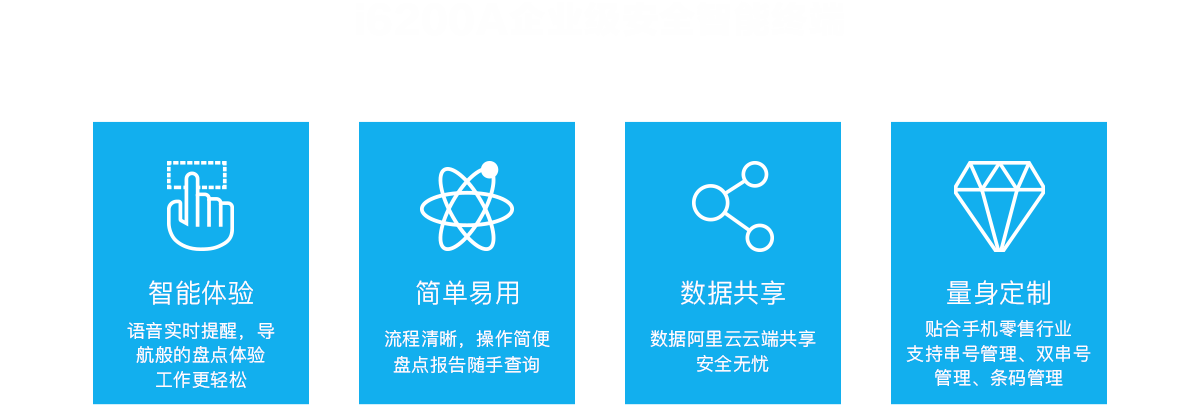 智能体验
语音实时提醒，导
航般的盘点体验
工作更轻松
简单易用
流程清晰，操作简便
盘点报告随手查询
数据共享
数据阿里云云端共享
安全无忧
量身定制
贴合手机零售行业
支持串号管理、双串号
管理、条码管理